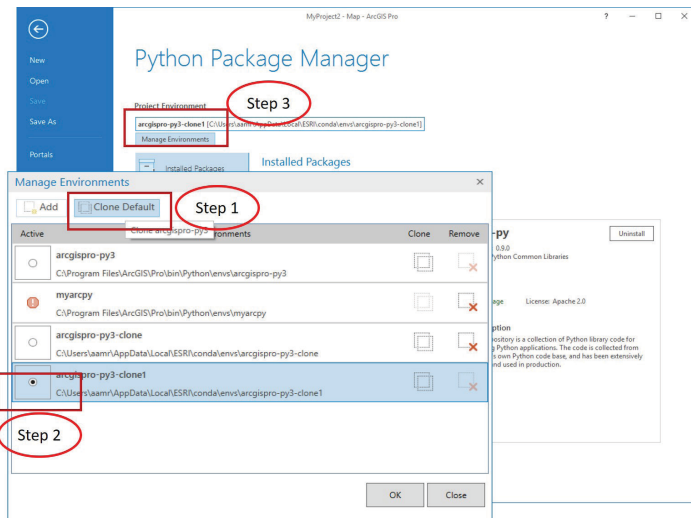 MyProject2 - Map - ArcGIS Pro
?
New
Open
Save
Save As
Portals
Python Package Manager
Project Environment
Step 3
arcgispro-py3-clone1 [C:\Users\aamr\AppData\Local\ESRI\conda\envs\arcgispro-py3-clone1]
Manage Environments
Installed Packages
Installed Packages
Manage Environments
Add
Clone Default
Step 1
Active
Clone arcgispro-py3
ronments
Clone
Remove
arcgispro-py3
C:\Program Files\ArcGIS\Pro\bin\Python\envs\arcgispro-py3
myarcpy
C:\Program Files\ArcGIS\Pro\bin\Python\envs\myarcpy
arcgispro-py3-clone
C:\Users\aamr\AppData\Local\ESRI\conda\envs\arcgispro-py3-clone
arcgispro-py3-clone1
C:\Users\aamr\AppData\Local\ESRI\conda\envs\arcgispro-py3-clone1
Step 2
OK
Close
-py
Uninstall
0.9.0
Python Common Libraries
age
License: Apache 2.0
ption
ository is a collection of Python library code for
g Python applications. The code is collected from
s own Python code base, and has been extensively
nd used in production.